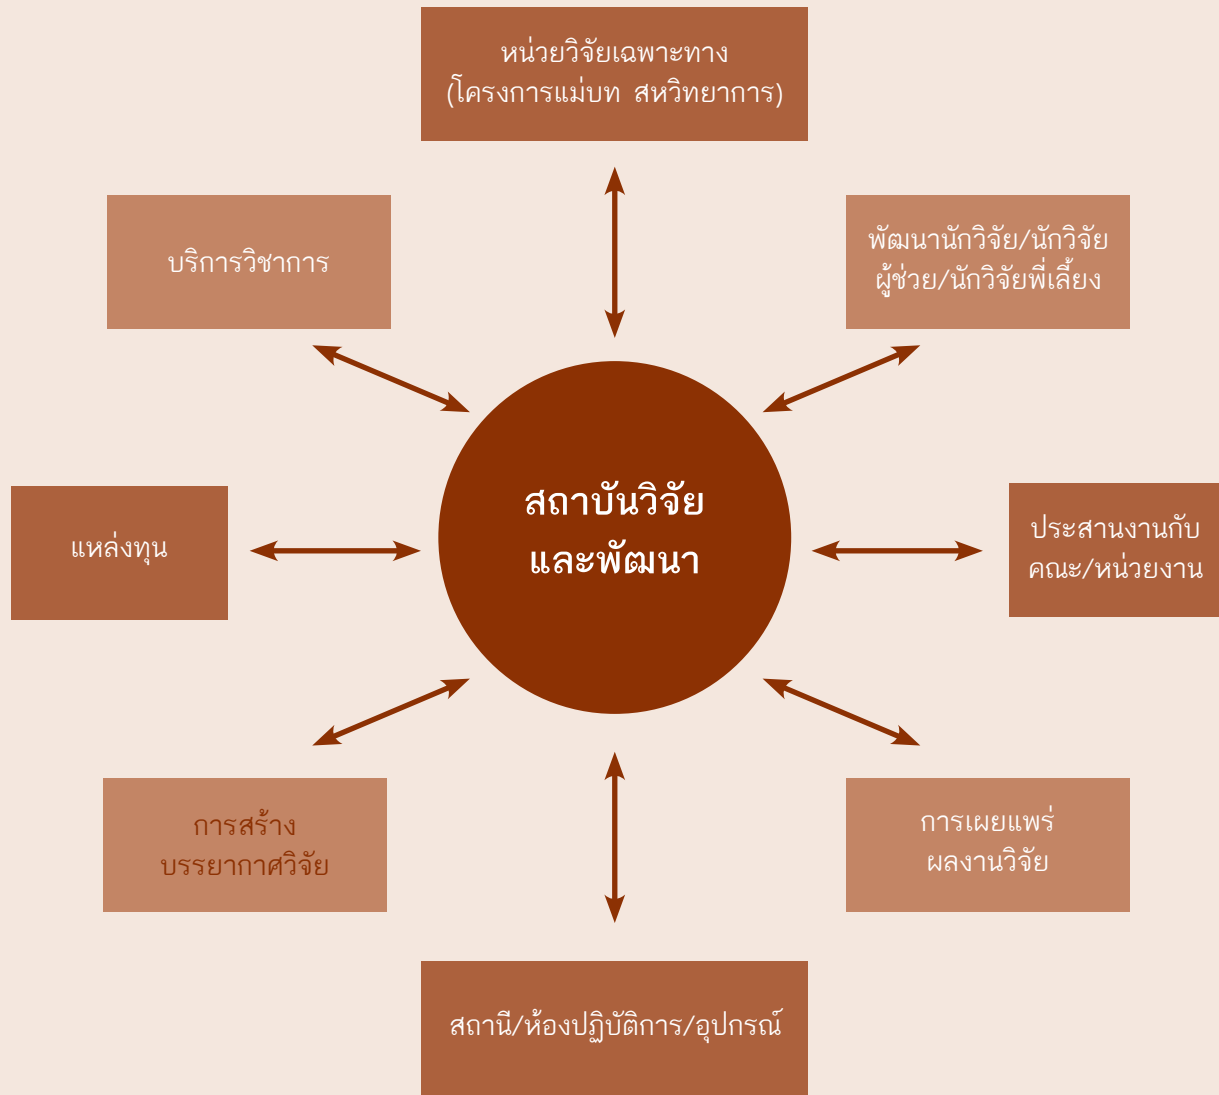 หน่วยวิจัยเฉพาะทาง
(โครงการแม่บท สหวิทยาการ)
บริการวิชาการ
พัฒนานักวิจัย/นักวิจัย
ผู้ช่วย/นักวิจัยพี่เลี้ยง
สถาบันวิจัย
และพัฒนา
แหล่งทุน
ประสานงานกับ
คณะ/หน่วยงาน
การสร้าง
บรรยากาศวิจัย
การเผยแพร่
ผลงานวิจัย
สถานี/ห้องปฏิบัติการ/อุปกรณ์